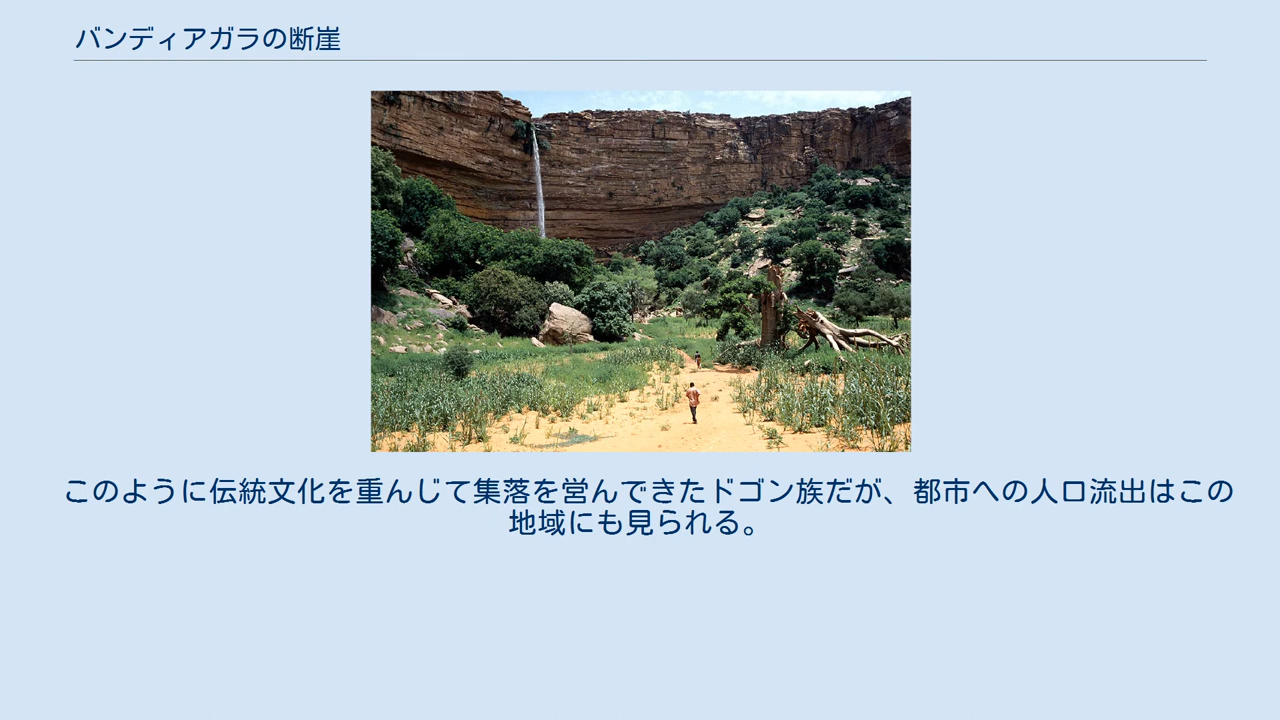 バンディアガラの断崖
このように伝統文化を重んじて集落を営んできたドゴン族だが、都市への人口流出はこの
地域にも見られる。